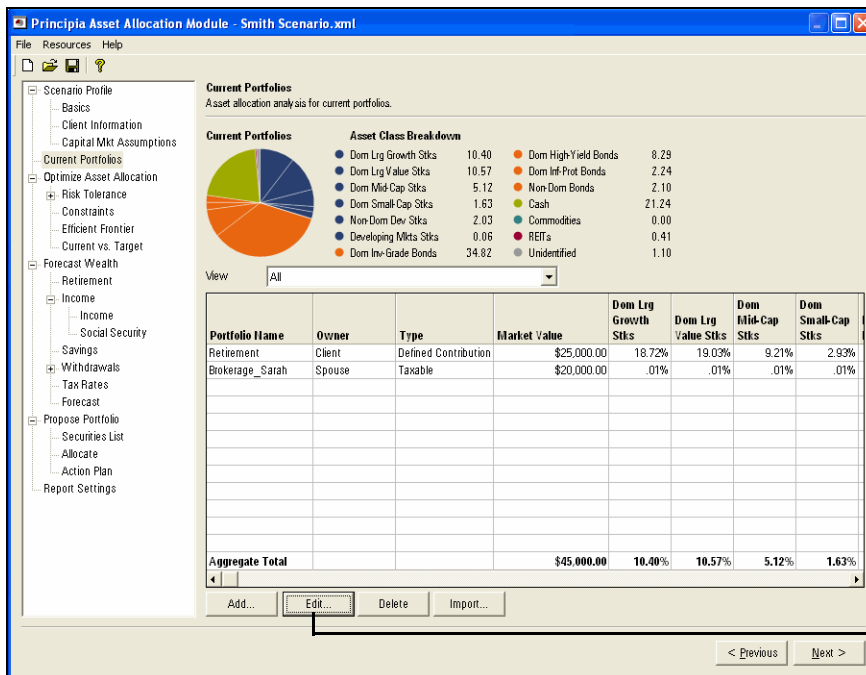 Principia Asset Allocation Module - Smith Scenario.xml
File Resources Help
Scenario Profile
Basics
Client Information
Capital Mkt Assumptions
Current Portfolios
Optimize Asset Allocation
Risk Tolerance
Constraints
Efficient Frontier
Current vs. Target
Forecast Wealth
Retirement
Income
Income
Social Security
Savings
Withdrawals
Tax Rates
Forecast
Propose Portfolio
Securities List
Allocate
Action Plan
Report Settings
Current Portfolios
Asset allocation analysis for current portfolios.
Current Portfolios Asset Class Breakdown
Dom Lrg Growth Stks 10.40 Dom High-Yield Bonds 8.29
Dom Lrg Value Stks 10.57 Dom Inf-Prot Bonds 2.24
Dom Mid-Cap Stks 5.12 Non-Dom Bonds 2.10
Dom Small-Cap Stks 1.63 Cash 21.24
Non-Dom Dev Stks 2.03 Commodities 0.00
Developing Mkts Stks 0.06 REITs 0.41
Dom Inv-Grade Bonds 34.82 Unidentified 1.10
View All
Portfolio Name Owner Type Market Value Dom Lrg Growth Stks Dom Lrg Value Stks Dom Mid-Cap Stks Dom Small-Cap Stks
Retirement Client Defined Contribution $25,000.00 18.72% 19.03% 9.21% 2.93%
Brokerage_Sarah Spouse Taxable $20,000.00 .01% .01% .01% .01%
Aggregate Total $45,000.00 10.40% 10.57% 5.12% 1.63%
Add... Edit... Delete Import...
< Previous Next >